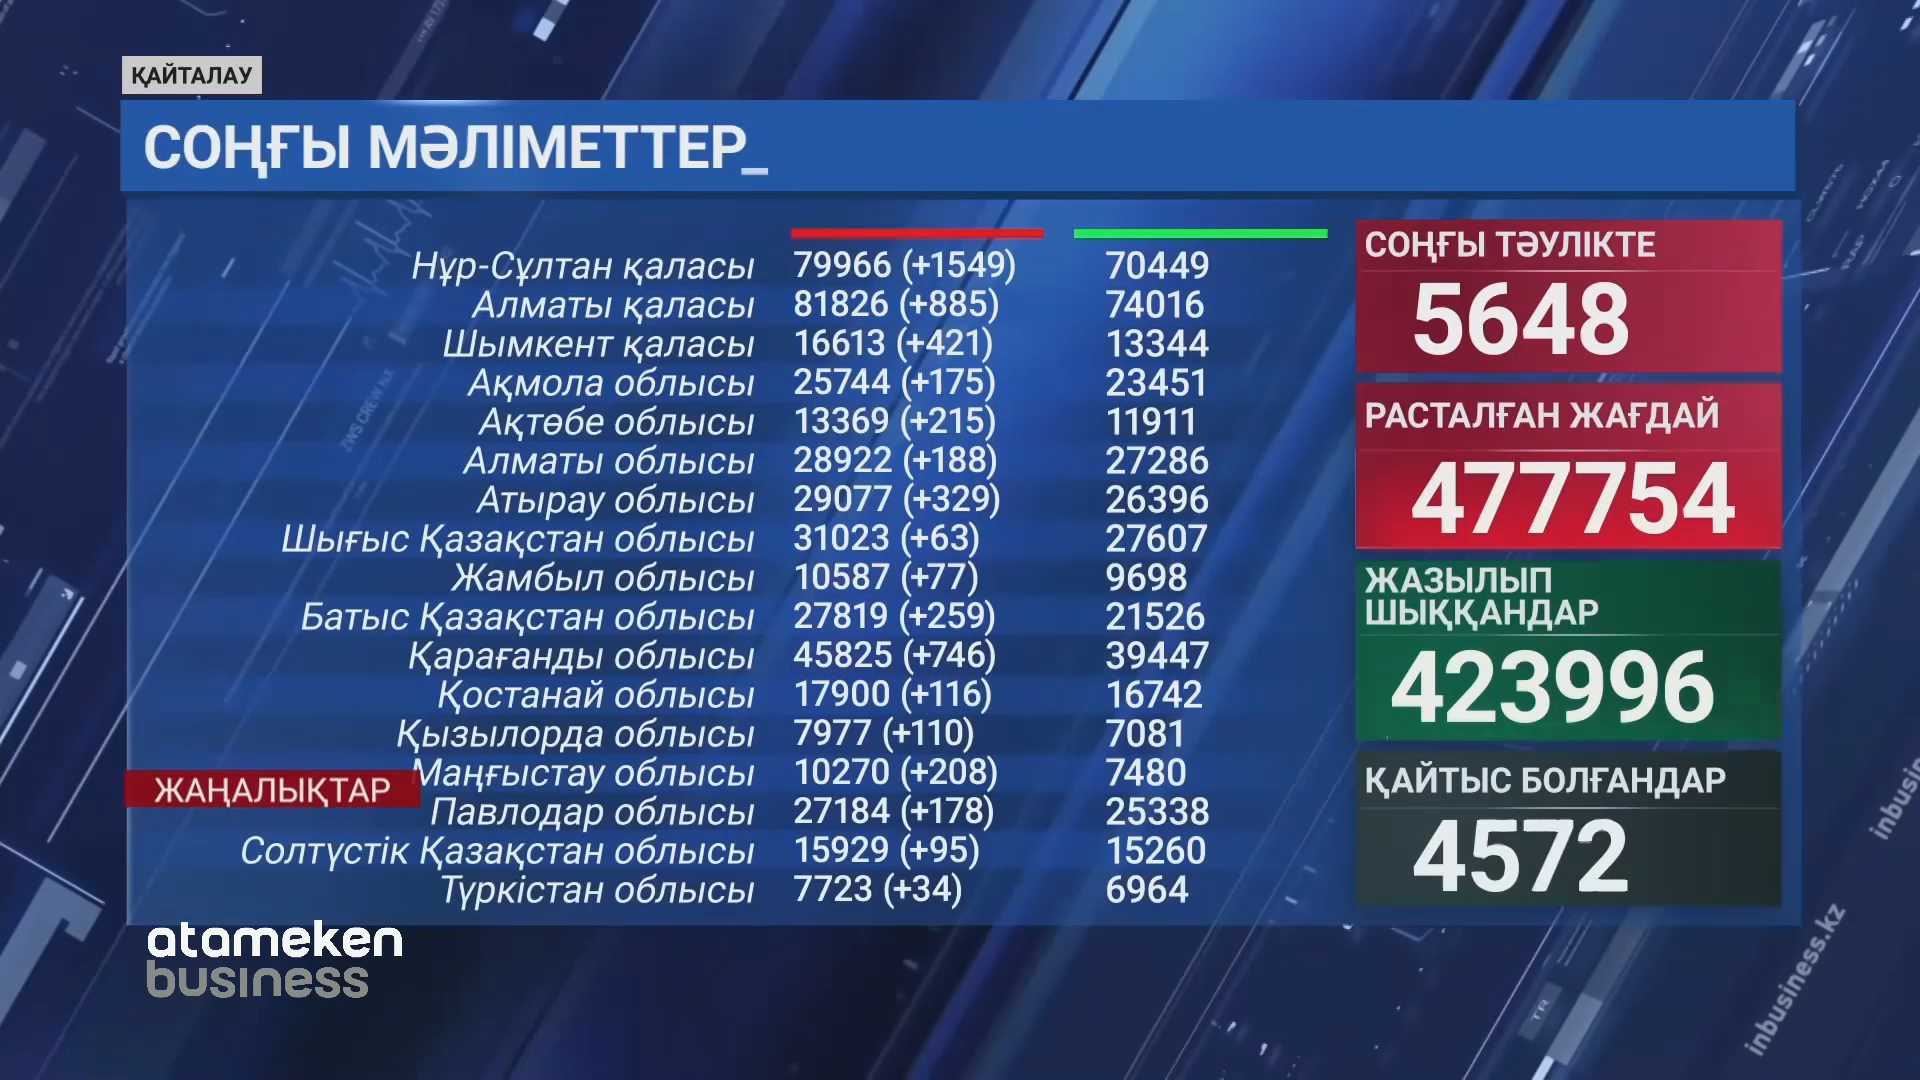 ҚАЙТАЛАУ
СОҢҒЫ МӘЛІМЕТТЕР_
Нұр-Сұлтан қаласы 79966 (+1549) 70449
Алматы қаласы 81826 (+885) 74016
Шымкент қаласы 16613 (+421) 13344
Ақмола облысы 25744 (+175) 23451
Ақтөбе облысы 13369 (+215) 11911
Алматы облысы 28922 (+188) 27286
Атырау облысы 29077 (+329) 26396
Шығыс Қазақстан облысы 31023 (+63) 27607
Жамбыл облысы 10587 (+77) 9698
Батыс Қазақстан облысы 27819 (+259) 21526
Қарағанды облысы 45825 (+746) 39447
Қостанай облысы 17900 (+116) 16742
Қызылорда облысы 7977 (+110) 7081
Маңғыстау облысы 10270 (+208) 7480
Павлодар облысы 27184 (+178) 25338
Солтүстік Қазақстан облысы 15929 (+95) 15260
Түркістан облысы 7723 (+34) 6964
СОҢҒЫ ТӘУЛІКТЕ
5648
РАСТАЛҒАН ЖАҒДАЙ
477754
ЖАЗЫЛЫП
ШЫҚҚАНДАР
423996
ҚАЙТЫС БОЛҒАНДАР
4572
ЖАҢАЛЫҚТАР
atameken
business
inbusiness.kz